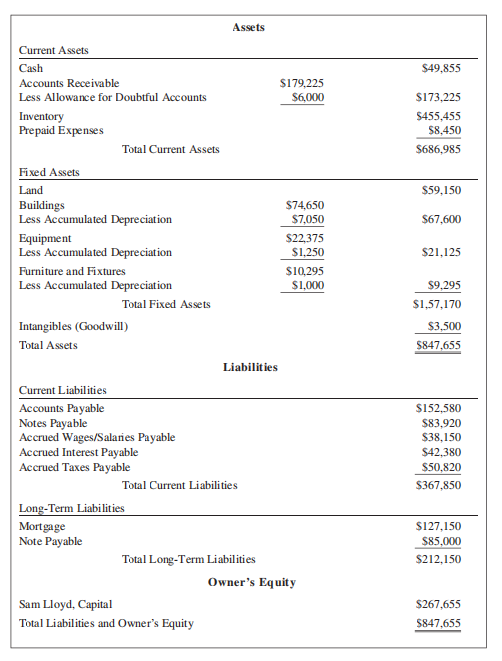 Assets
Current Assets
Cash $49,855
Accounts Receivable $179,225
Less Allowance for Doubtful Accounts $6,000 $173,225
Inventory $455,455
Prepaid Expenses $8,450
Total Current Assets $686,985
Fixed Assets
Land $59,150
Buildings $74,650
Less Accumulated Depreciation $7,050 $67,600
Equipment $22,375
Less Accumulated Depreciation $1,250 $21,125
Furniture and Fixtures $10,295
Less Accumulated Depreciation $1,000 $9,295
Total Fixed Assets $1,57,170
Intangibles (Goodwill) $3,500
Total Assets $847,655
Liabilities
Current Liabilities
Accounts Payable $152,580
Notes Payable $83,920
Accrued Wages/Salaries Payable $38,150
Accrued Interest Payable $42,380
Accrued Taxes Payable $50,820
Total Current Liabilities $367,850
Long-Term Liabilities
Mortgage $127,150
Note Payable $85,000
Total Long-Term Liabilities $212,150
Owner's Equity
Sam Lloyd, Capital $267,655
Total Liabilities and Owner's Equity $847,655